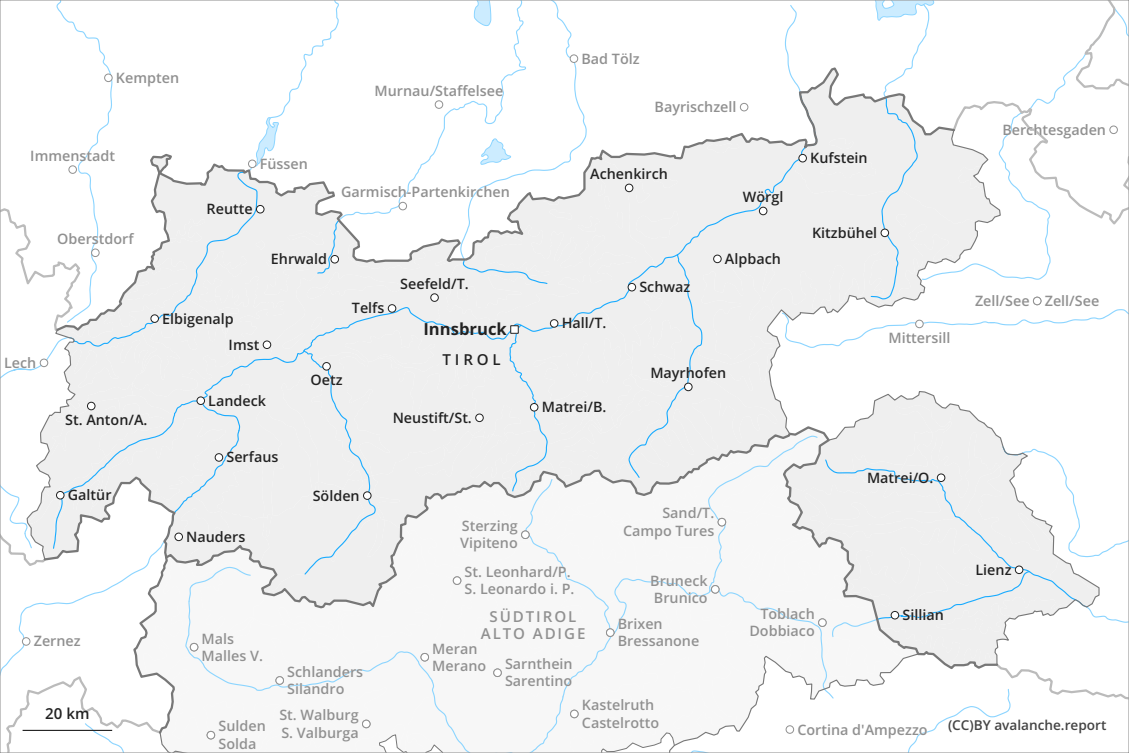 Bad Tölz
Kempten
Murnau/Staffelsee
Bayrischzell
Berchtesgaden
Immenstadt
Füssen
Kufstein
Achenkirch
Garmisch-Partenkirchen
Wörgl
Reutte
Kitzbühel
Oberstdorf
Ehrwald
Alpbach
Seefeld/T.
Schwaz
Zell/See
Zell/See
Telfs
Elbigenalp
Innsbruck
Hall/T.
Mittersill
Imst
TIROL
Lech
Oetz
Mayrhofen
Landeck
Matrei/B.
St. Anton/A.
Neustift/St.
Serfaus
Matrei/O.
Galtür
Sölden
Sand/T.
Campo Tures
Sterzing
Vipiteno
Nauders
St. Leonhard/P.
S. Leonardo i. P.
Lienz
Bruneck
Brunico
SÜDTIROL
ALTO ADIGE
Toblach
Dobbiaco
Sillian
Brixen
Bressanone
Zernez
Mals
Malles V.
Meran
Merano
Sarnthein
Sarentino
Schlanders
Silandro
20 km
St. Walburg
S. Valburga
Kastelruth
Castelrotto
Sulden
Solda
Cortina d'Ampezzo
(CC)BY avalanche.report